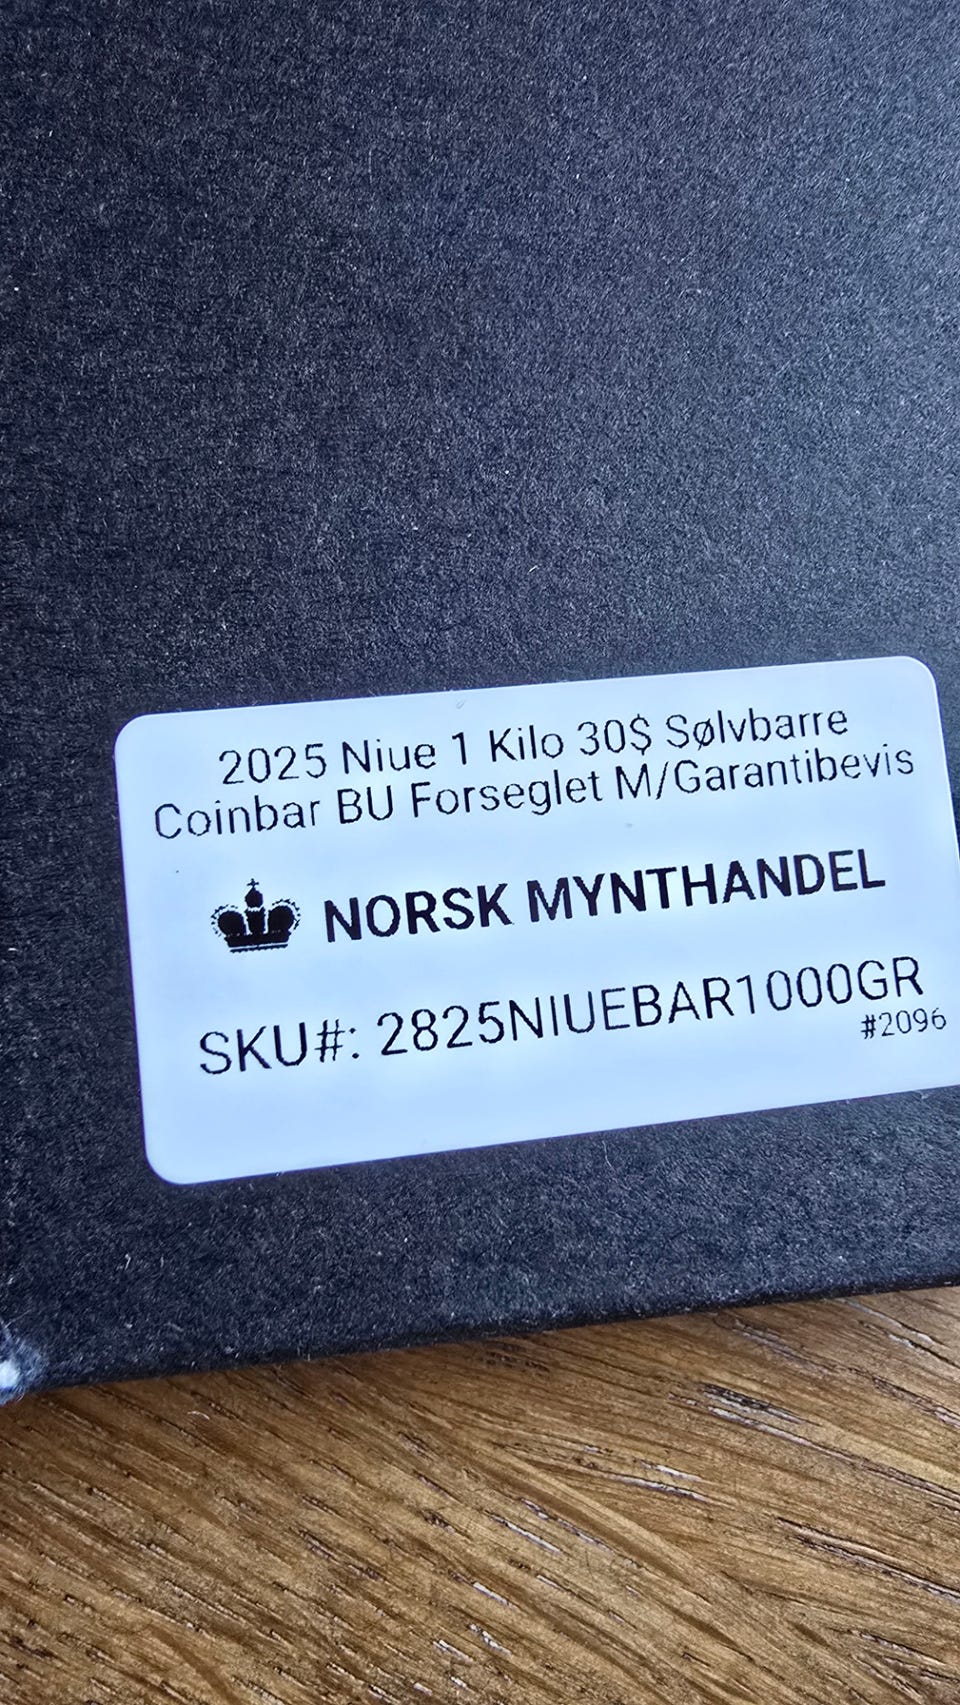 2025 Niue 1 Kilo 30$ Sølvbarre
Coinbar BU Forseglet M/Garantibevis
NORSK MYNTHANDEL
SKU#: 2825NIUEBAR1000GR
#2096